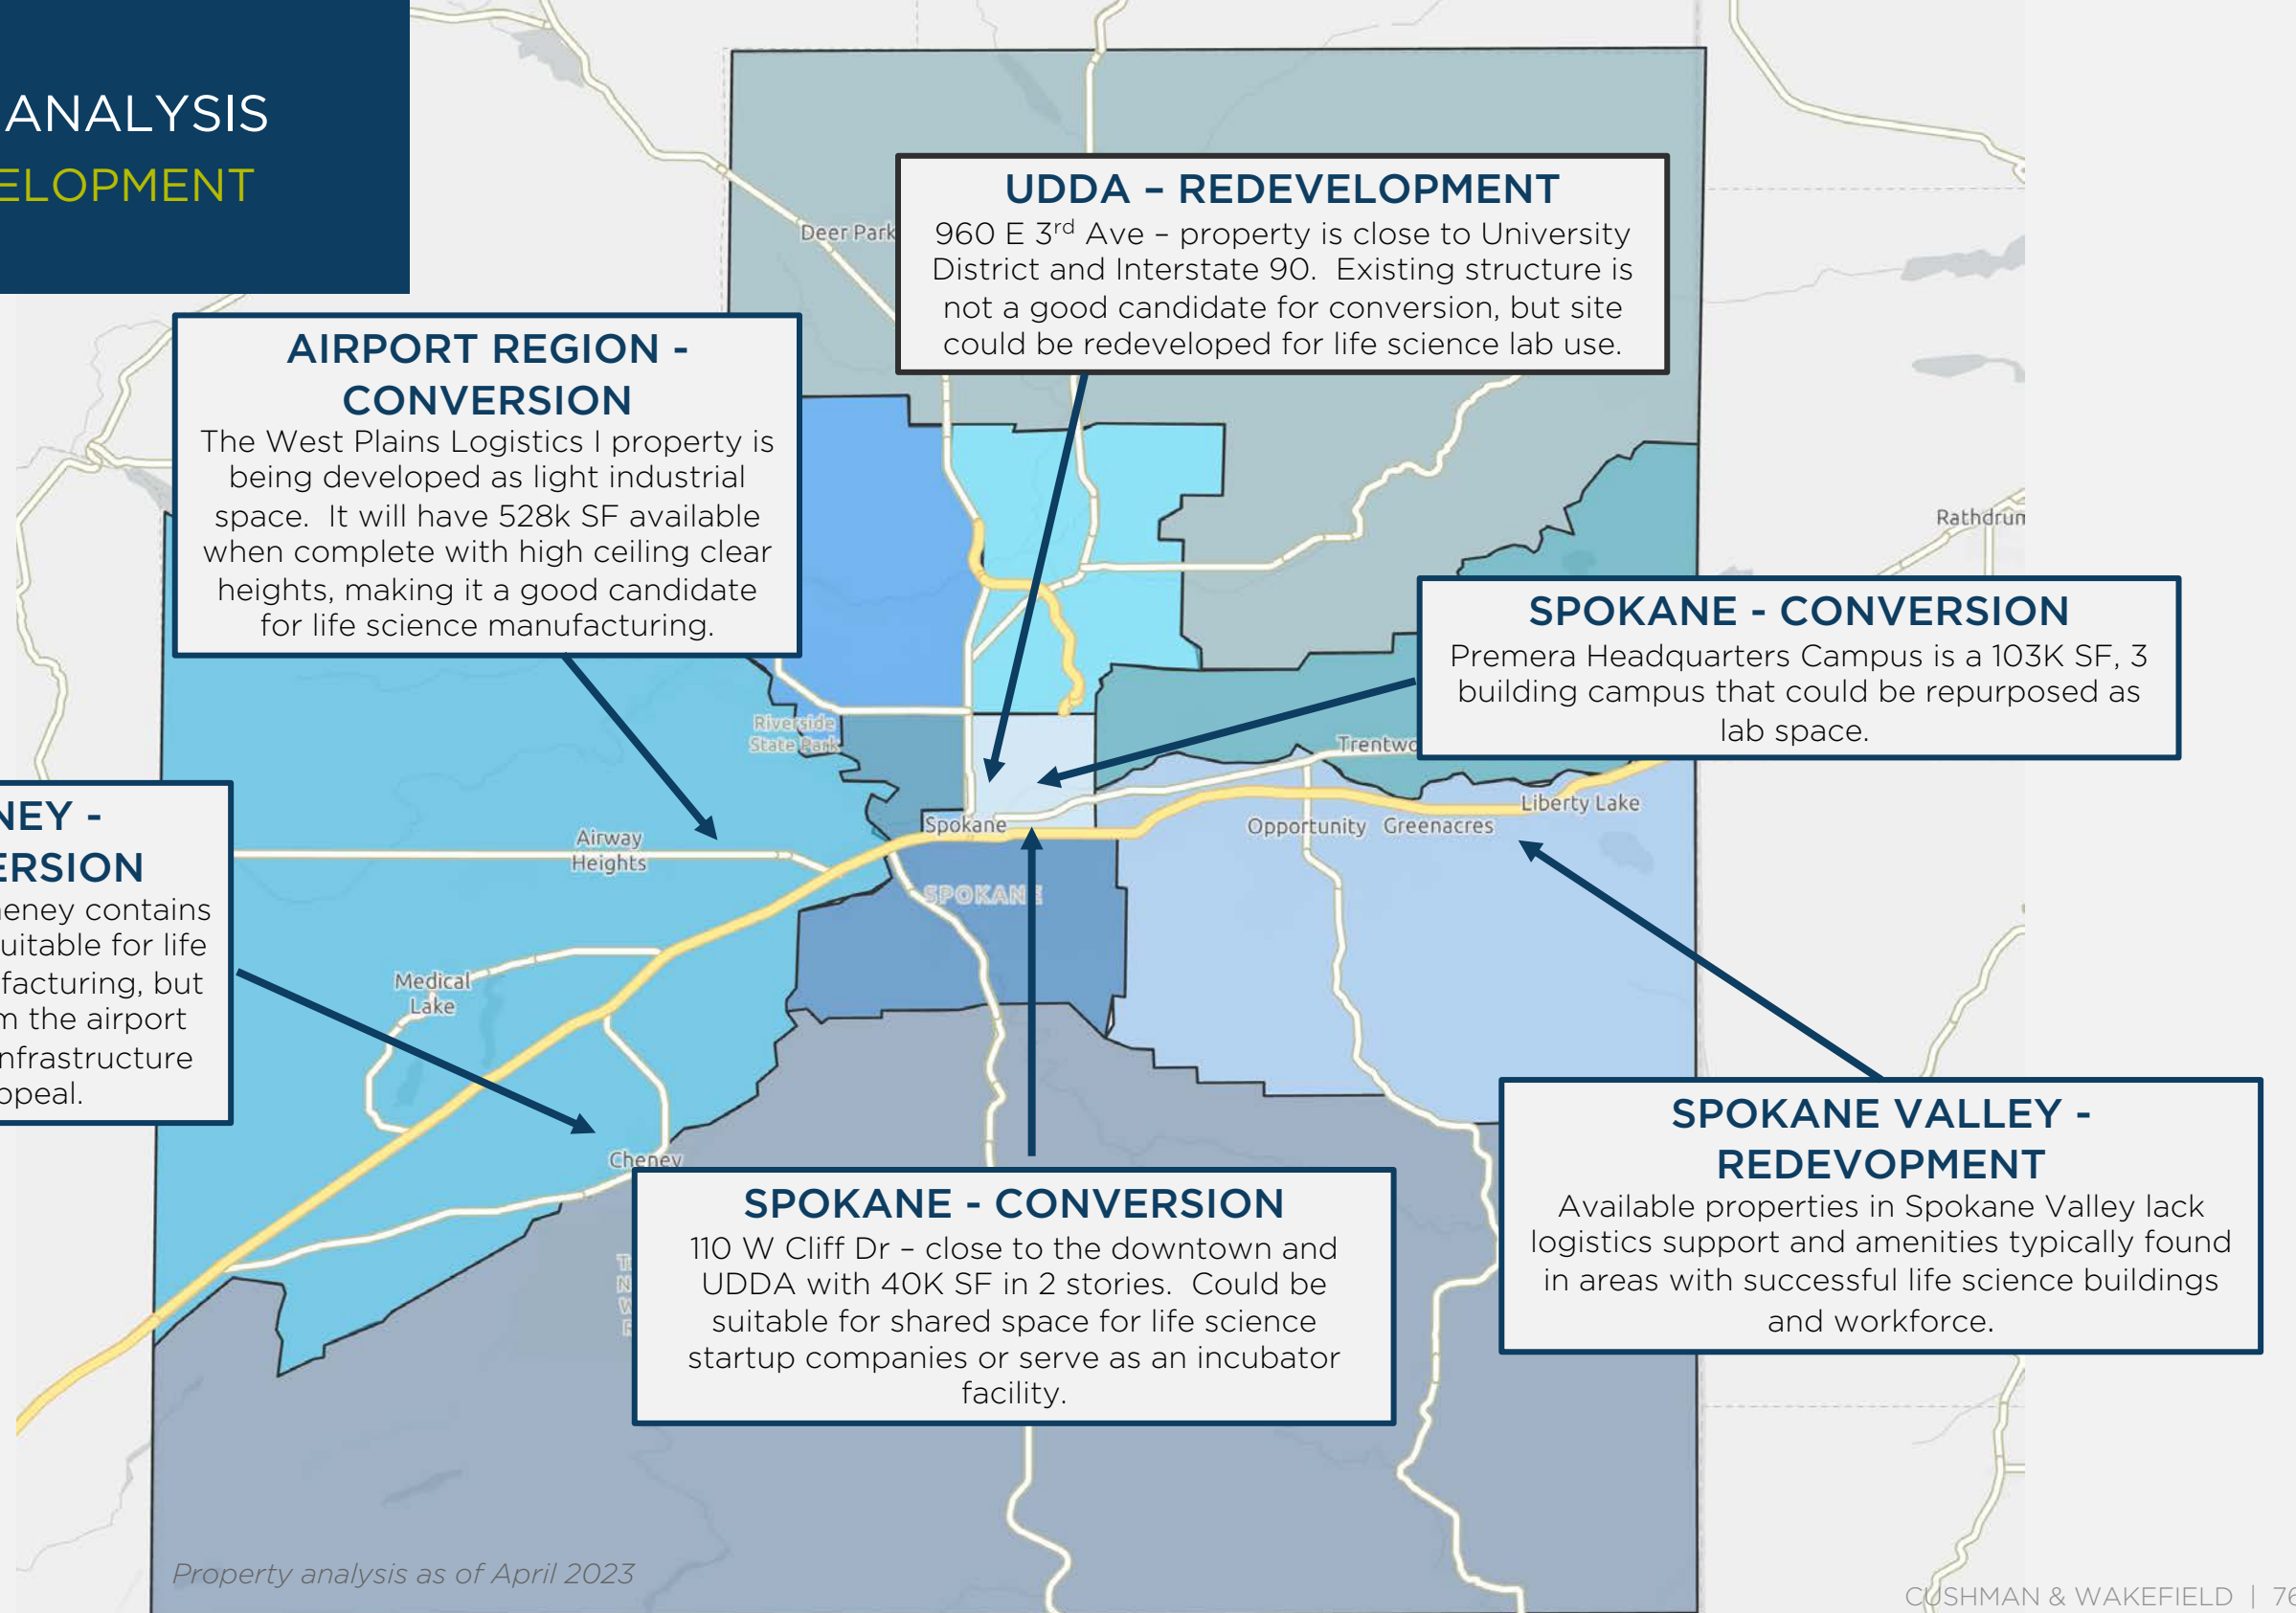 ANALYSIS
ELOPMENT
UDDA – REDEVELOPMENT
960 E 3rd Ave – property is close to University
District and Interstate 90. Existing structure is
not a good candidate for conversion, but site
could be redeveloped for life science lab use.
AIRPORT REGION -
CONVERSION
The West Plains Logistics I property is
being developed as light industrial
space. It will have 528k SF available
when complete with high ceiling clear
heights, making it a good candidate
for life science manufacturing.
SPOKANE - CONVERSION
Premera Headquarters Campus is a 103K SF, 3
building campus that could be repurposed as
lab space.
NEY -
ERSION
eney contains
uitable for life
facturing, but
m the airport
nfrastructure
ppeal.
SPOKANE - CONVERSION
110 W Cliff Dr – close to the downtown and
UDDA with 40K SF in 2 stories. Could be
suitable for shared space for life science
startup companies or serve as an incubator
facility.
SPOKANE VALLEY -
REDEVOPMENT
Available properties in Spokane Valley lack
logistics support and amenities typically found
in areas with successful life science buildings
and workforce.
Deer Park
Rathdrum
Riverside
State Park
Trentwo
Liberty Lake
Spokane
Opportunity
Greenacres
Airway
Heights
SPOKANE
Medical
Lake
Cheney
Property analysis as of April 2023
CUSHMAN & WAKEFIELD | 76